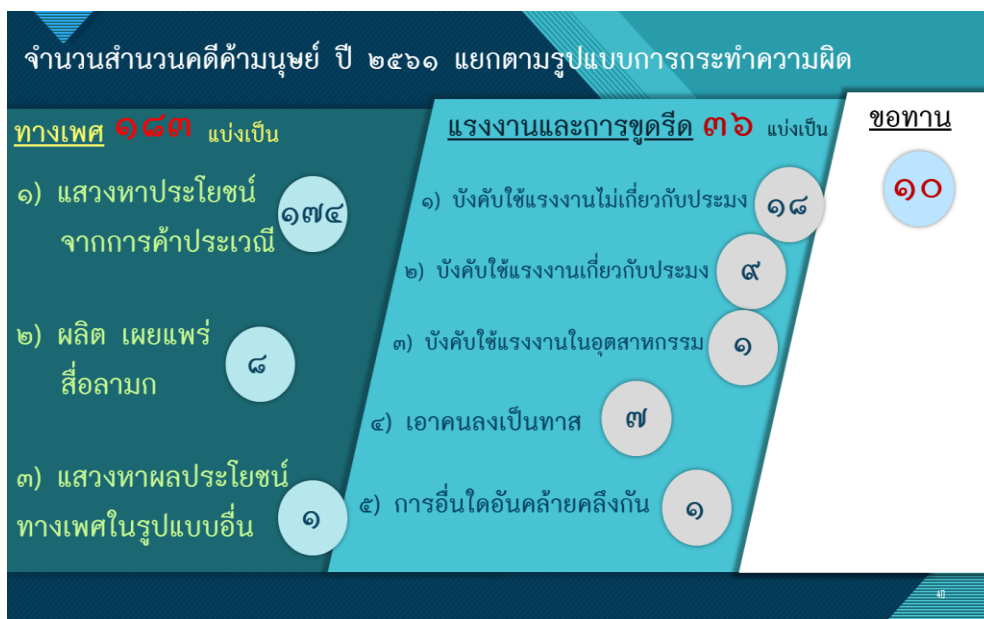 จำนวนสำนวนคดีค้ามนุษย์ ปี ๒๕๖๑ แยกตามรูปแบบการกระทำความผิด
ทางเพศ ๑๘๓ แบ่งเป็น
๑) แสวงหาประโยชน์
จากการค้าประเวณี ๑๗๔
๒) ผลิต เผยแพร่
สื่อลามก ๘
๓) แสวงหาผลประโยชน์
ทางเพศในรูปแบบอื่น ๑
แรงงานและการขูดรีด ๓๖ แบ่งเป็น
๑) บังคับใช้แรงงานไม่เกี่ยวกับประมง ๑๘
๒) บังคับใช้แรงงานเกี่ยวกับประมง ๙
๓) บังคับใช้แรงงานในอุตสาหกรรม ๑
๔) เอาคนลงเป็นทาส ๗
๕) การอื่นใดอันคล้ายคลึงกัน ๑
ขอทาน
๑๐
40